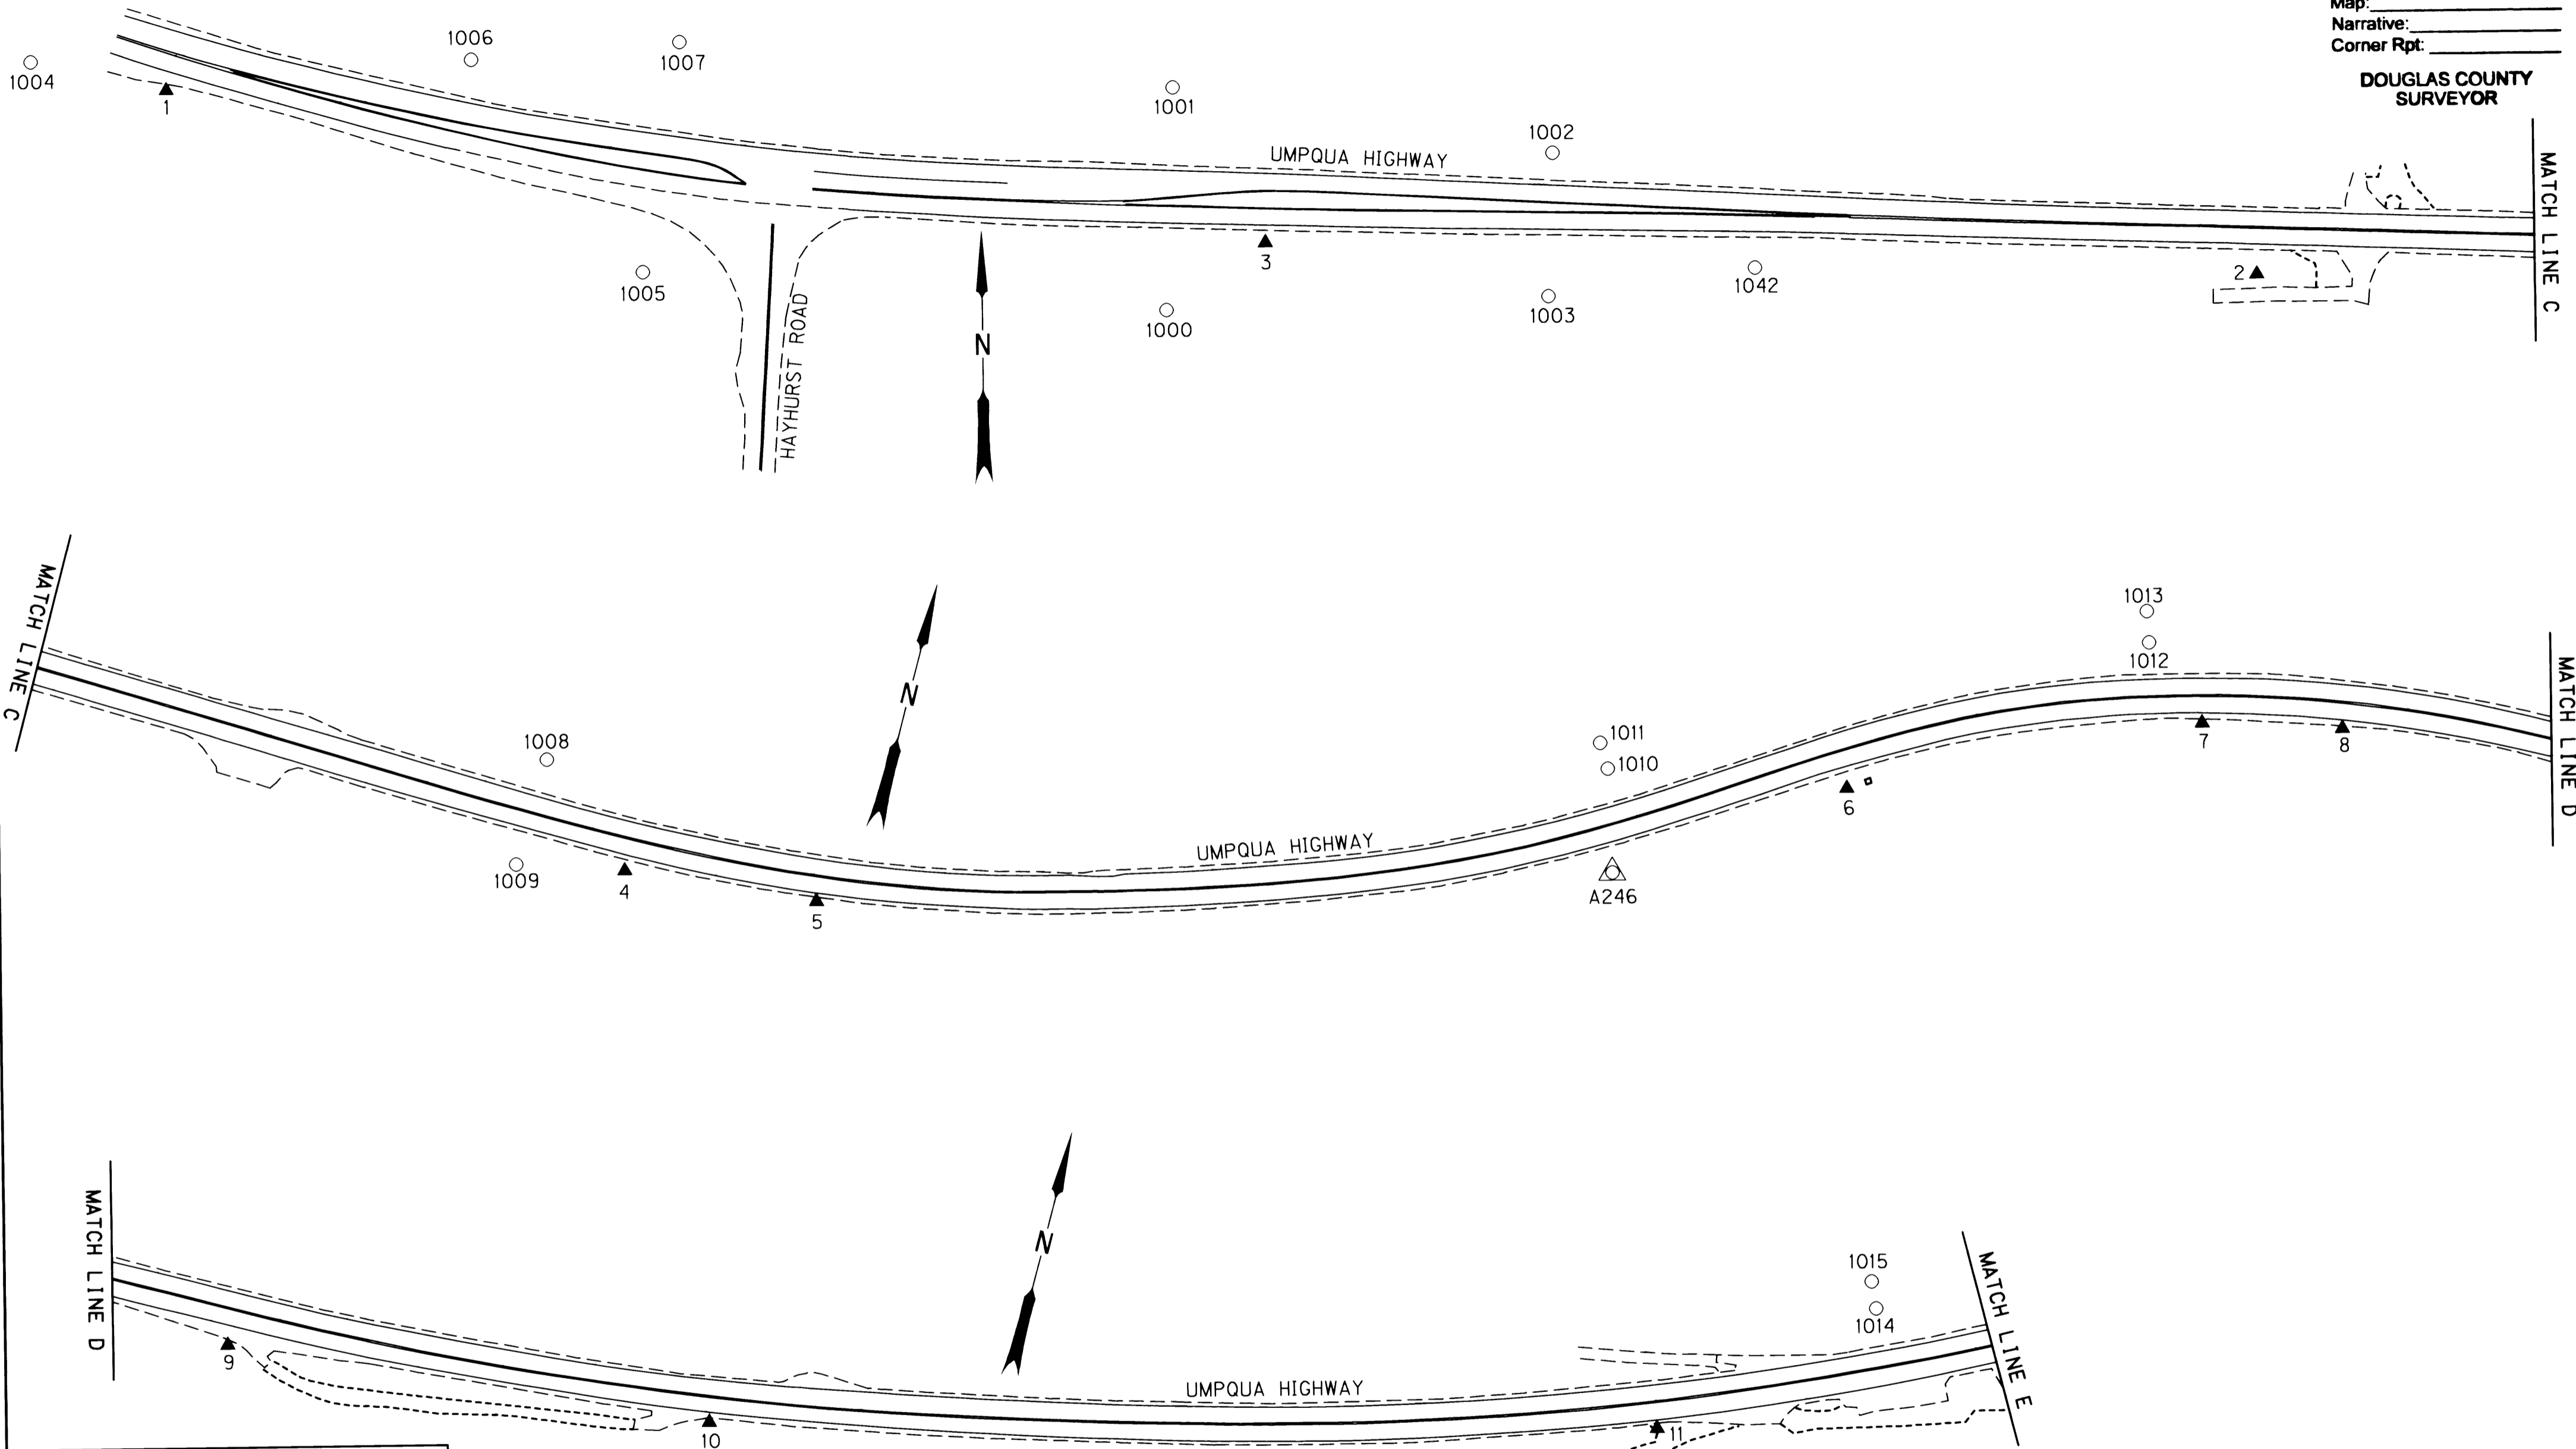 Map:
Narrative:
Corner Rpt:
DOUGLAS COUNTY
SURVEYOR
1004
1
1006
1007
1001
1002
UMPQUA HIGHWAY
1005
HAYHURST ROAD
N
1000
3
1003
1042
2
MATCH LINE C
MATCH LINE C
1008
1009
4
5
N
UMPQUA HIGHWAY
1011
1010
A246
6
1013
1012
7
8
MATCH LINE D
MATCH LINE D
9
10
N
UMPQUA HIGHWAY
1015
1014
11
MATCH LINE E